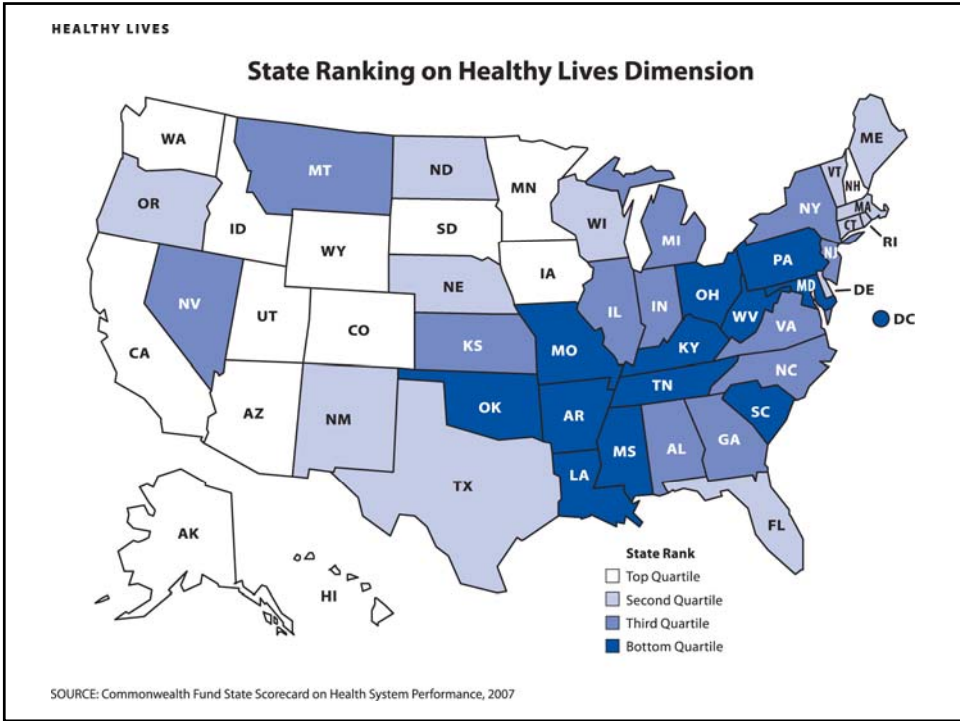 HEALTHY LIVES
State Ranking on Healthy Lives Dimension
WA
MT
ND
MN
ME
VT
NH
OR
ID
SD
WI
NY
MA
CT
RI
WY
MI
IA
PA
NJ
NE
OH
MD
DE
NV
UT
IL
IN
WV
DC
CO
VA
CA
KS
MO
KY
NC
TN
AZ
NM
OK
AR
SC
MS
AL
GA
LA
TX
FL
AK
HI
State Rank
Top Quartile
Second Quartile
Third Quartile
Bottom Quartile
SOURCE: Commonwealth Fund State Scorecard on Health System Performance, 2007